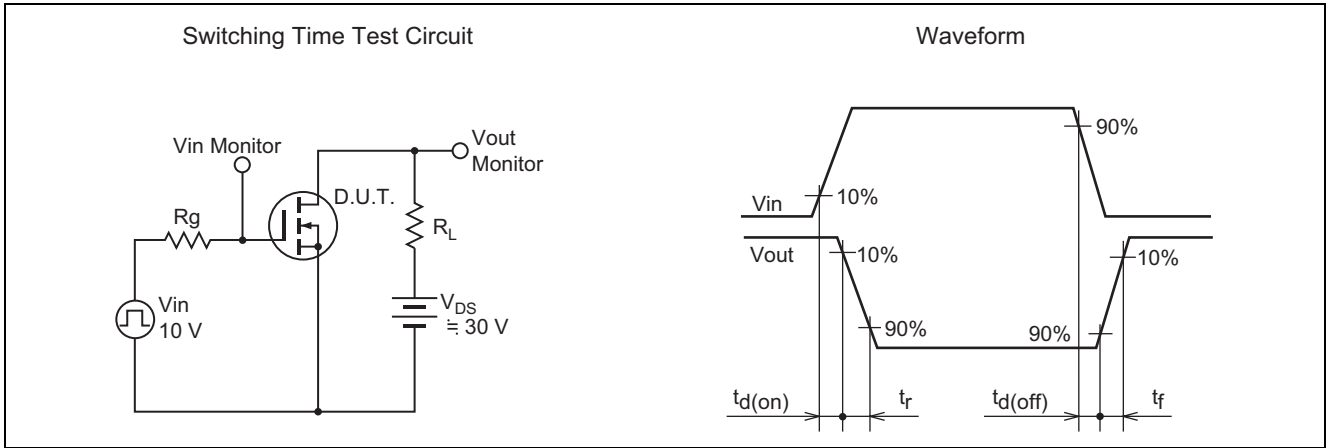 Switching Time Test Circuit
Vin Monitor
Vout
Monitor
D.U.T.
Rg
RL
Vin
10 V
VDS
≒ 30 V
Waveform
90%
10%
Vin
Vout
10%
10%
90%
90%
td(on)
tr
td(off)
tf